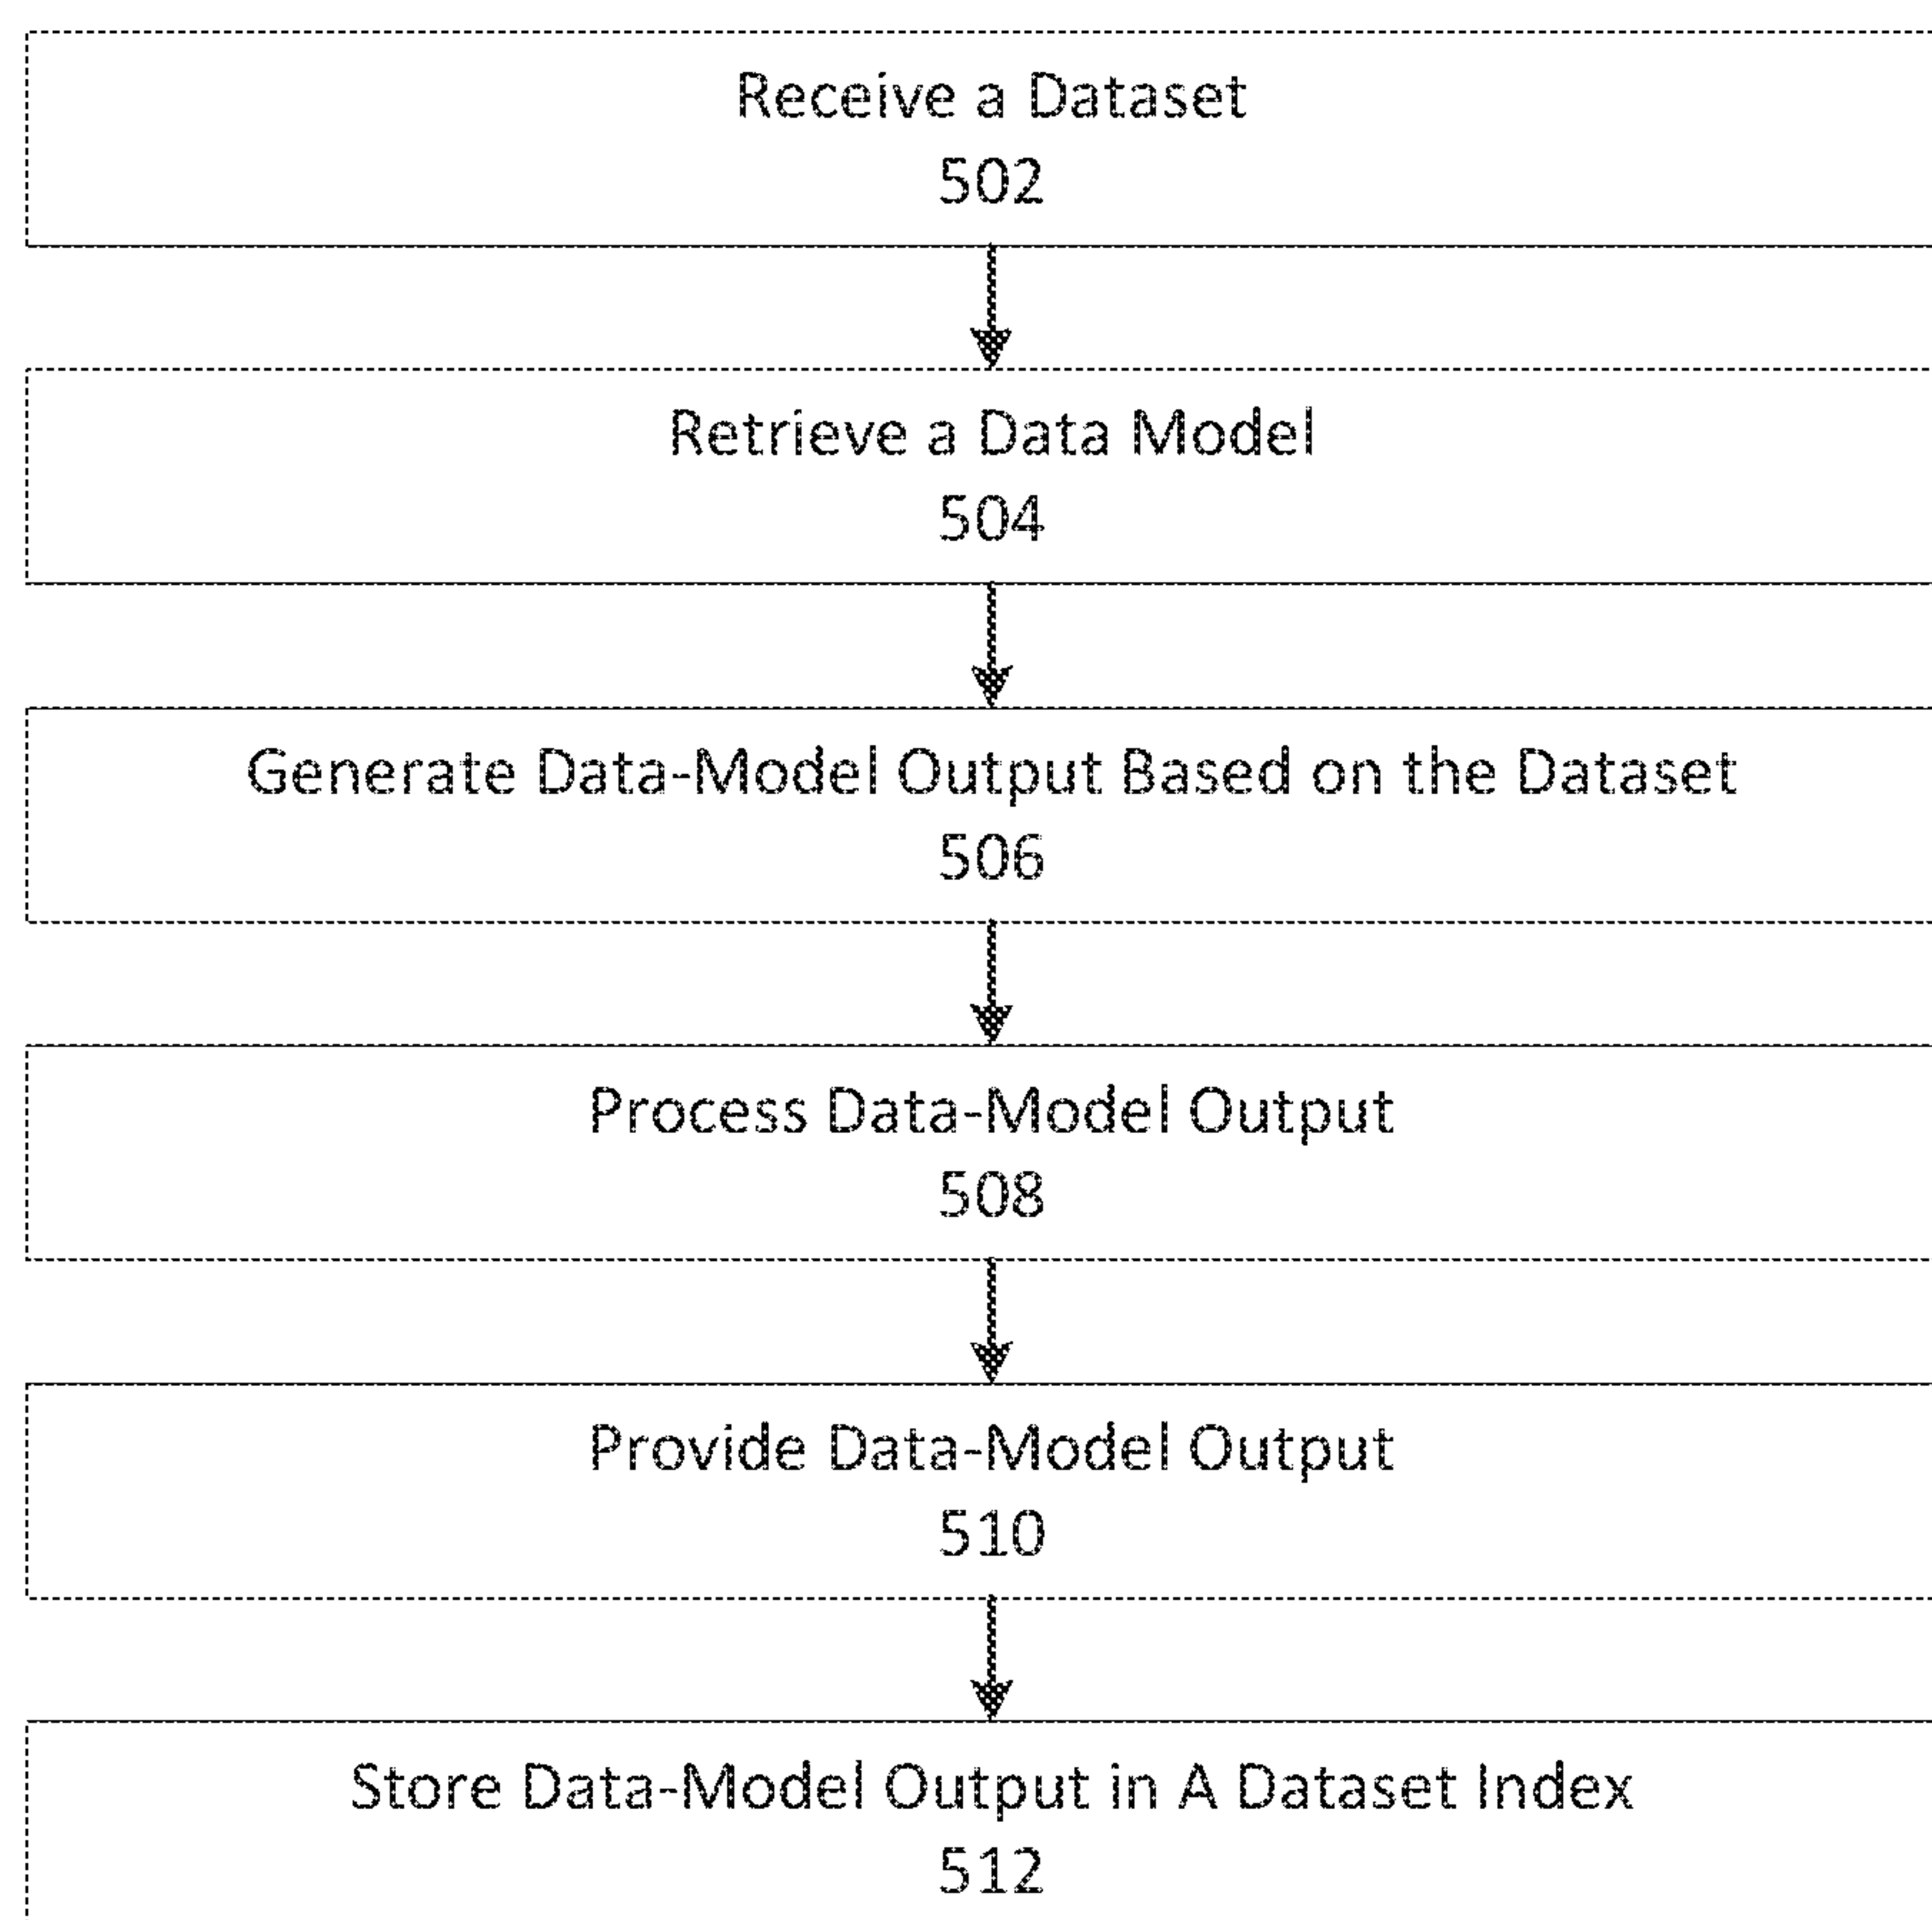 Receive a Dataset
502
Retrieve a Data Model
504
Generate Data-Model Output Based on the Dataset
506
Process Data-Model Output
508
Provide Data-Model Output
510
Store Data-Model Output in A Dataset Index
512